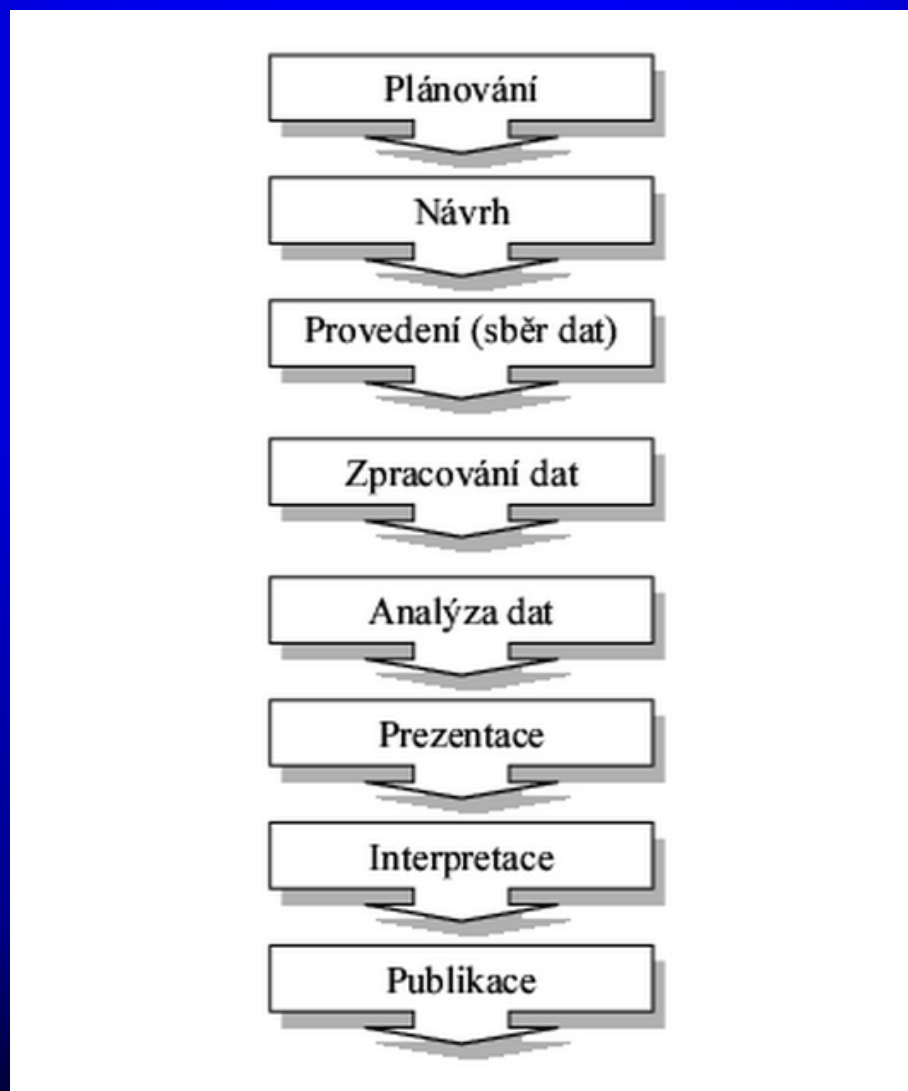 Plánování
Návrh
Provedení (sběr dat)
Zpracování dat
Analýza dat
Prezentace
Interpretace
Publikace